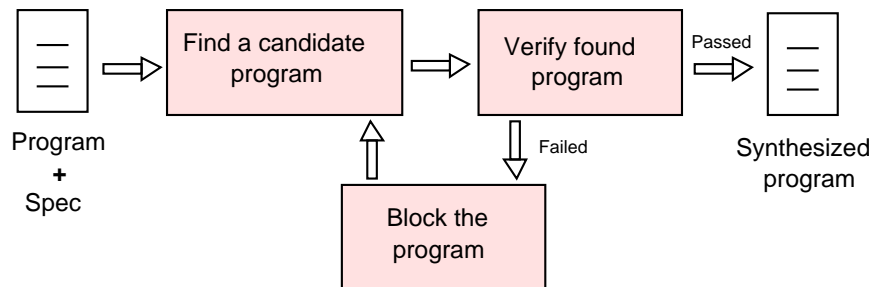 Find a candidate
program
Verify found
program
Passed
Program
+
Spec
Failed
Synthesized
program
Block the
program